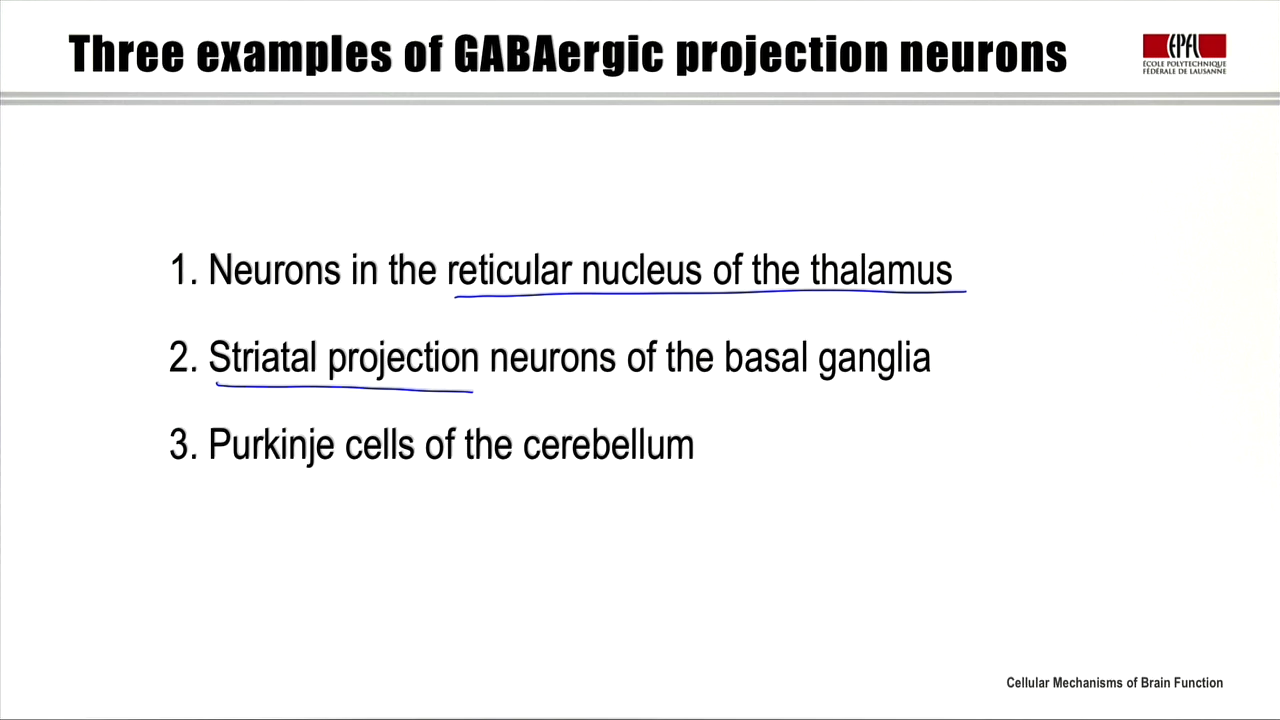 Three examples of GABAergic projection neurons
EPFL
ÉCOLE POLYTECHNIQUE
FÉDÉRALE DE LAUSANNE
1. Neurons in the reticular nucleus of the thalamus
2. Striatal projection neurons of the basal ganglia
3. Purkinje cells of the cerebellum
Cellular Mechanisms of Brain Function